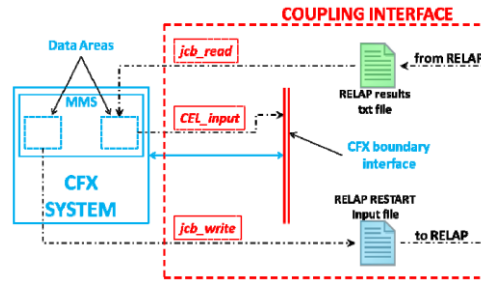 COUPLING INTERFACE
Data Areas
jcb_read
from RELAP
MMS
RELAP results
txt file
CEL_input
CFX boundary
interface
CFX
SYSTEM
RELAP RESTART
Input file
jcb_write
to RELAP